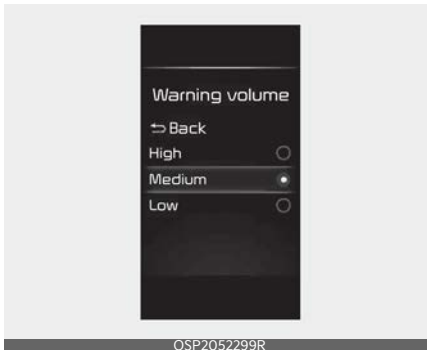 Warning volume
Back
High
Medium
Low
OSP2052299R